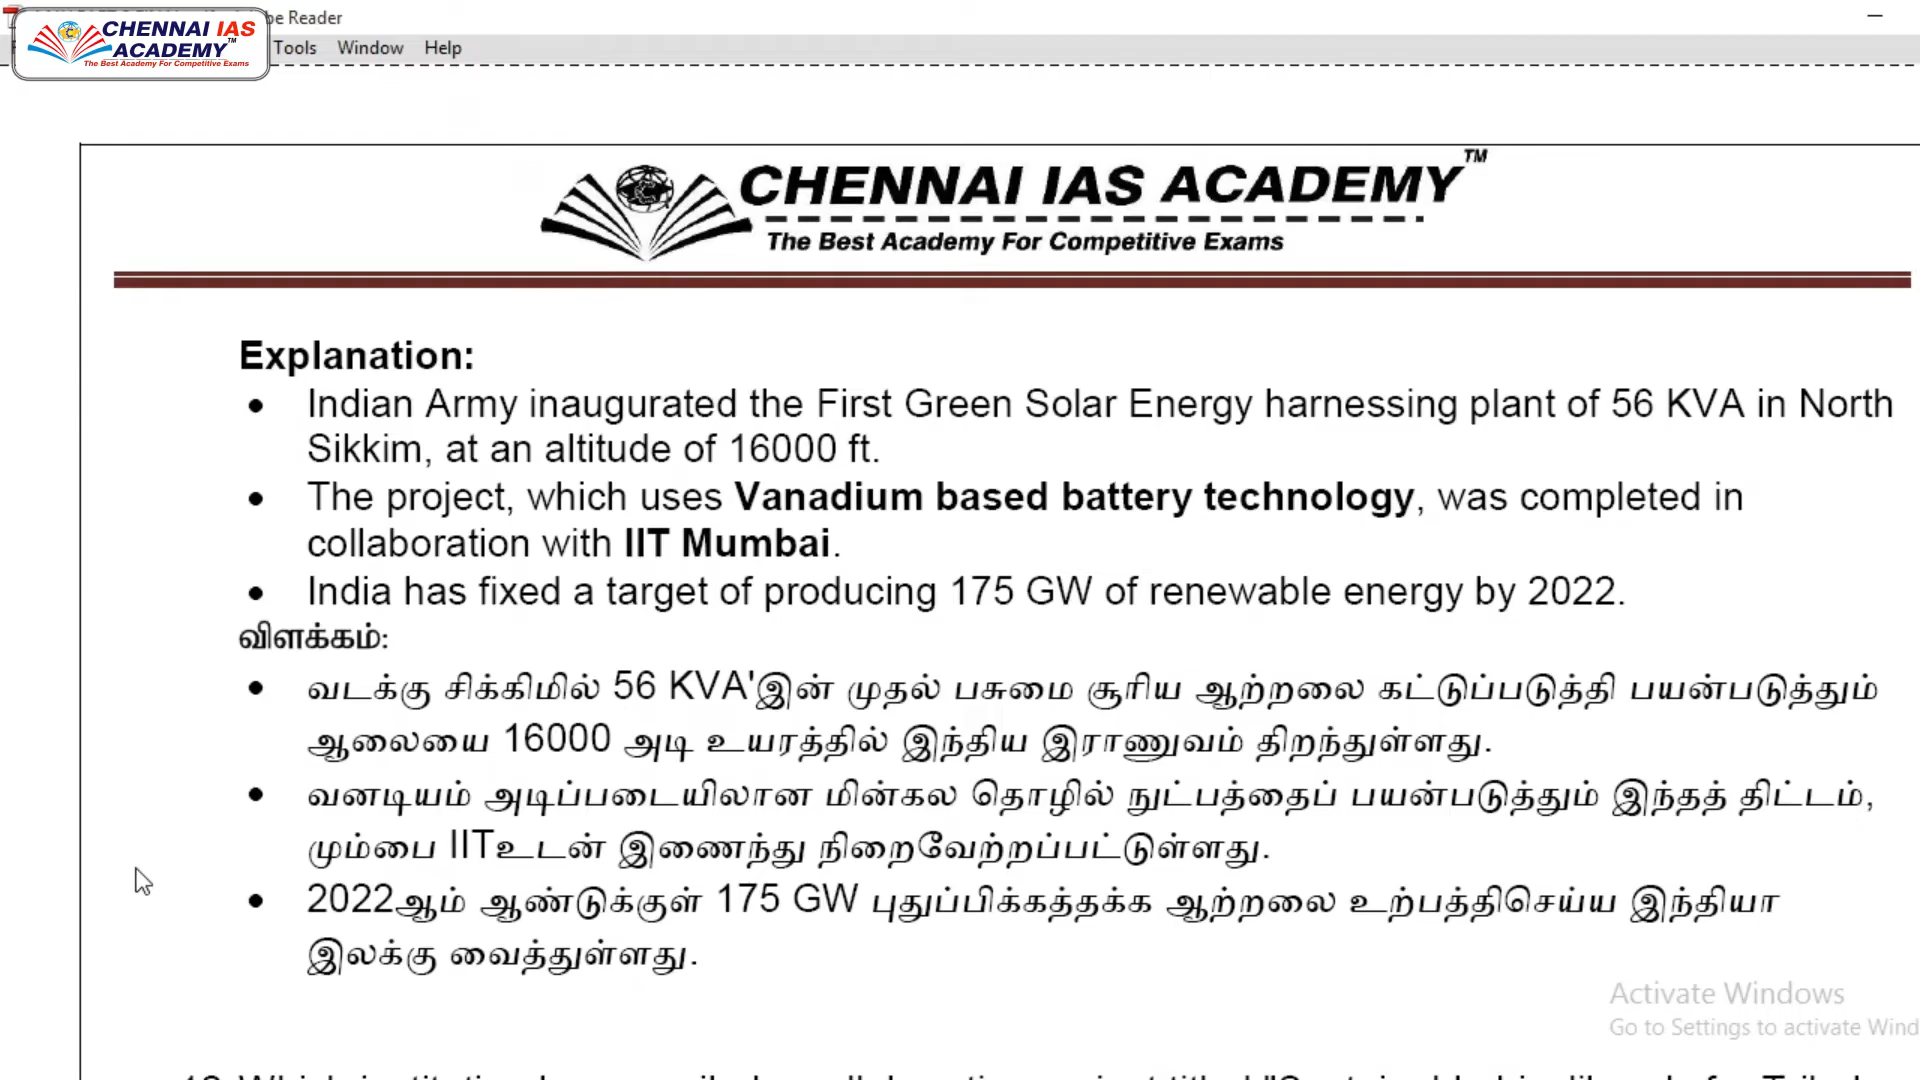 CHENNAI IAS
ACADEMY™
The Best Academy For Competitive Exams
be Reader
Tools Window Help
CHENNAI IAS ACADEMY™
The Best Academy For Competitive Exams
Explanation:
• Indian Army inaugurated the First Green Solar Energy harnessing plant of 56 KVA in North
Sikkim, at an altitude of 16000 ft.
• The project, which uses Vanadium based battery technology, was completed in
collaboration with IIT Mumbai.
• India has fixed a target of producing 175 GW of renewable energy by 2022.
விளக்கம்:
• வடக்கு சிக்கிமில் 56 KVA'இன் முதல் பசுமை சூரிய ஆற்றலை கட்டுப்படுத்தி பயன்படுத்தும்
ஆலையை 16000 அடி உயரத்தில் இந்திய இராணுவம் திறந்துள்ளது.
• வனடியம் அடிப்படையிலான மின்கல தொழில் நுட்பத்தைப் பயன்படுத்தும் இந்தத் திட்டம்,
மும்பை IITஉடன் இணைந்து நிறைவேற்றப்பட்டுள்ளது.
• 2022ஆம் ஆண்டுக்குள் 175 GW புதுப்பிக்கத்தக்க ஆற்றலை உற்பத்திசெய்ய இந்தியா
இலக்கு வைத்துள்ளது.
Activate Windows
Go to Settings to activate Wind